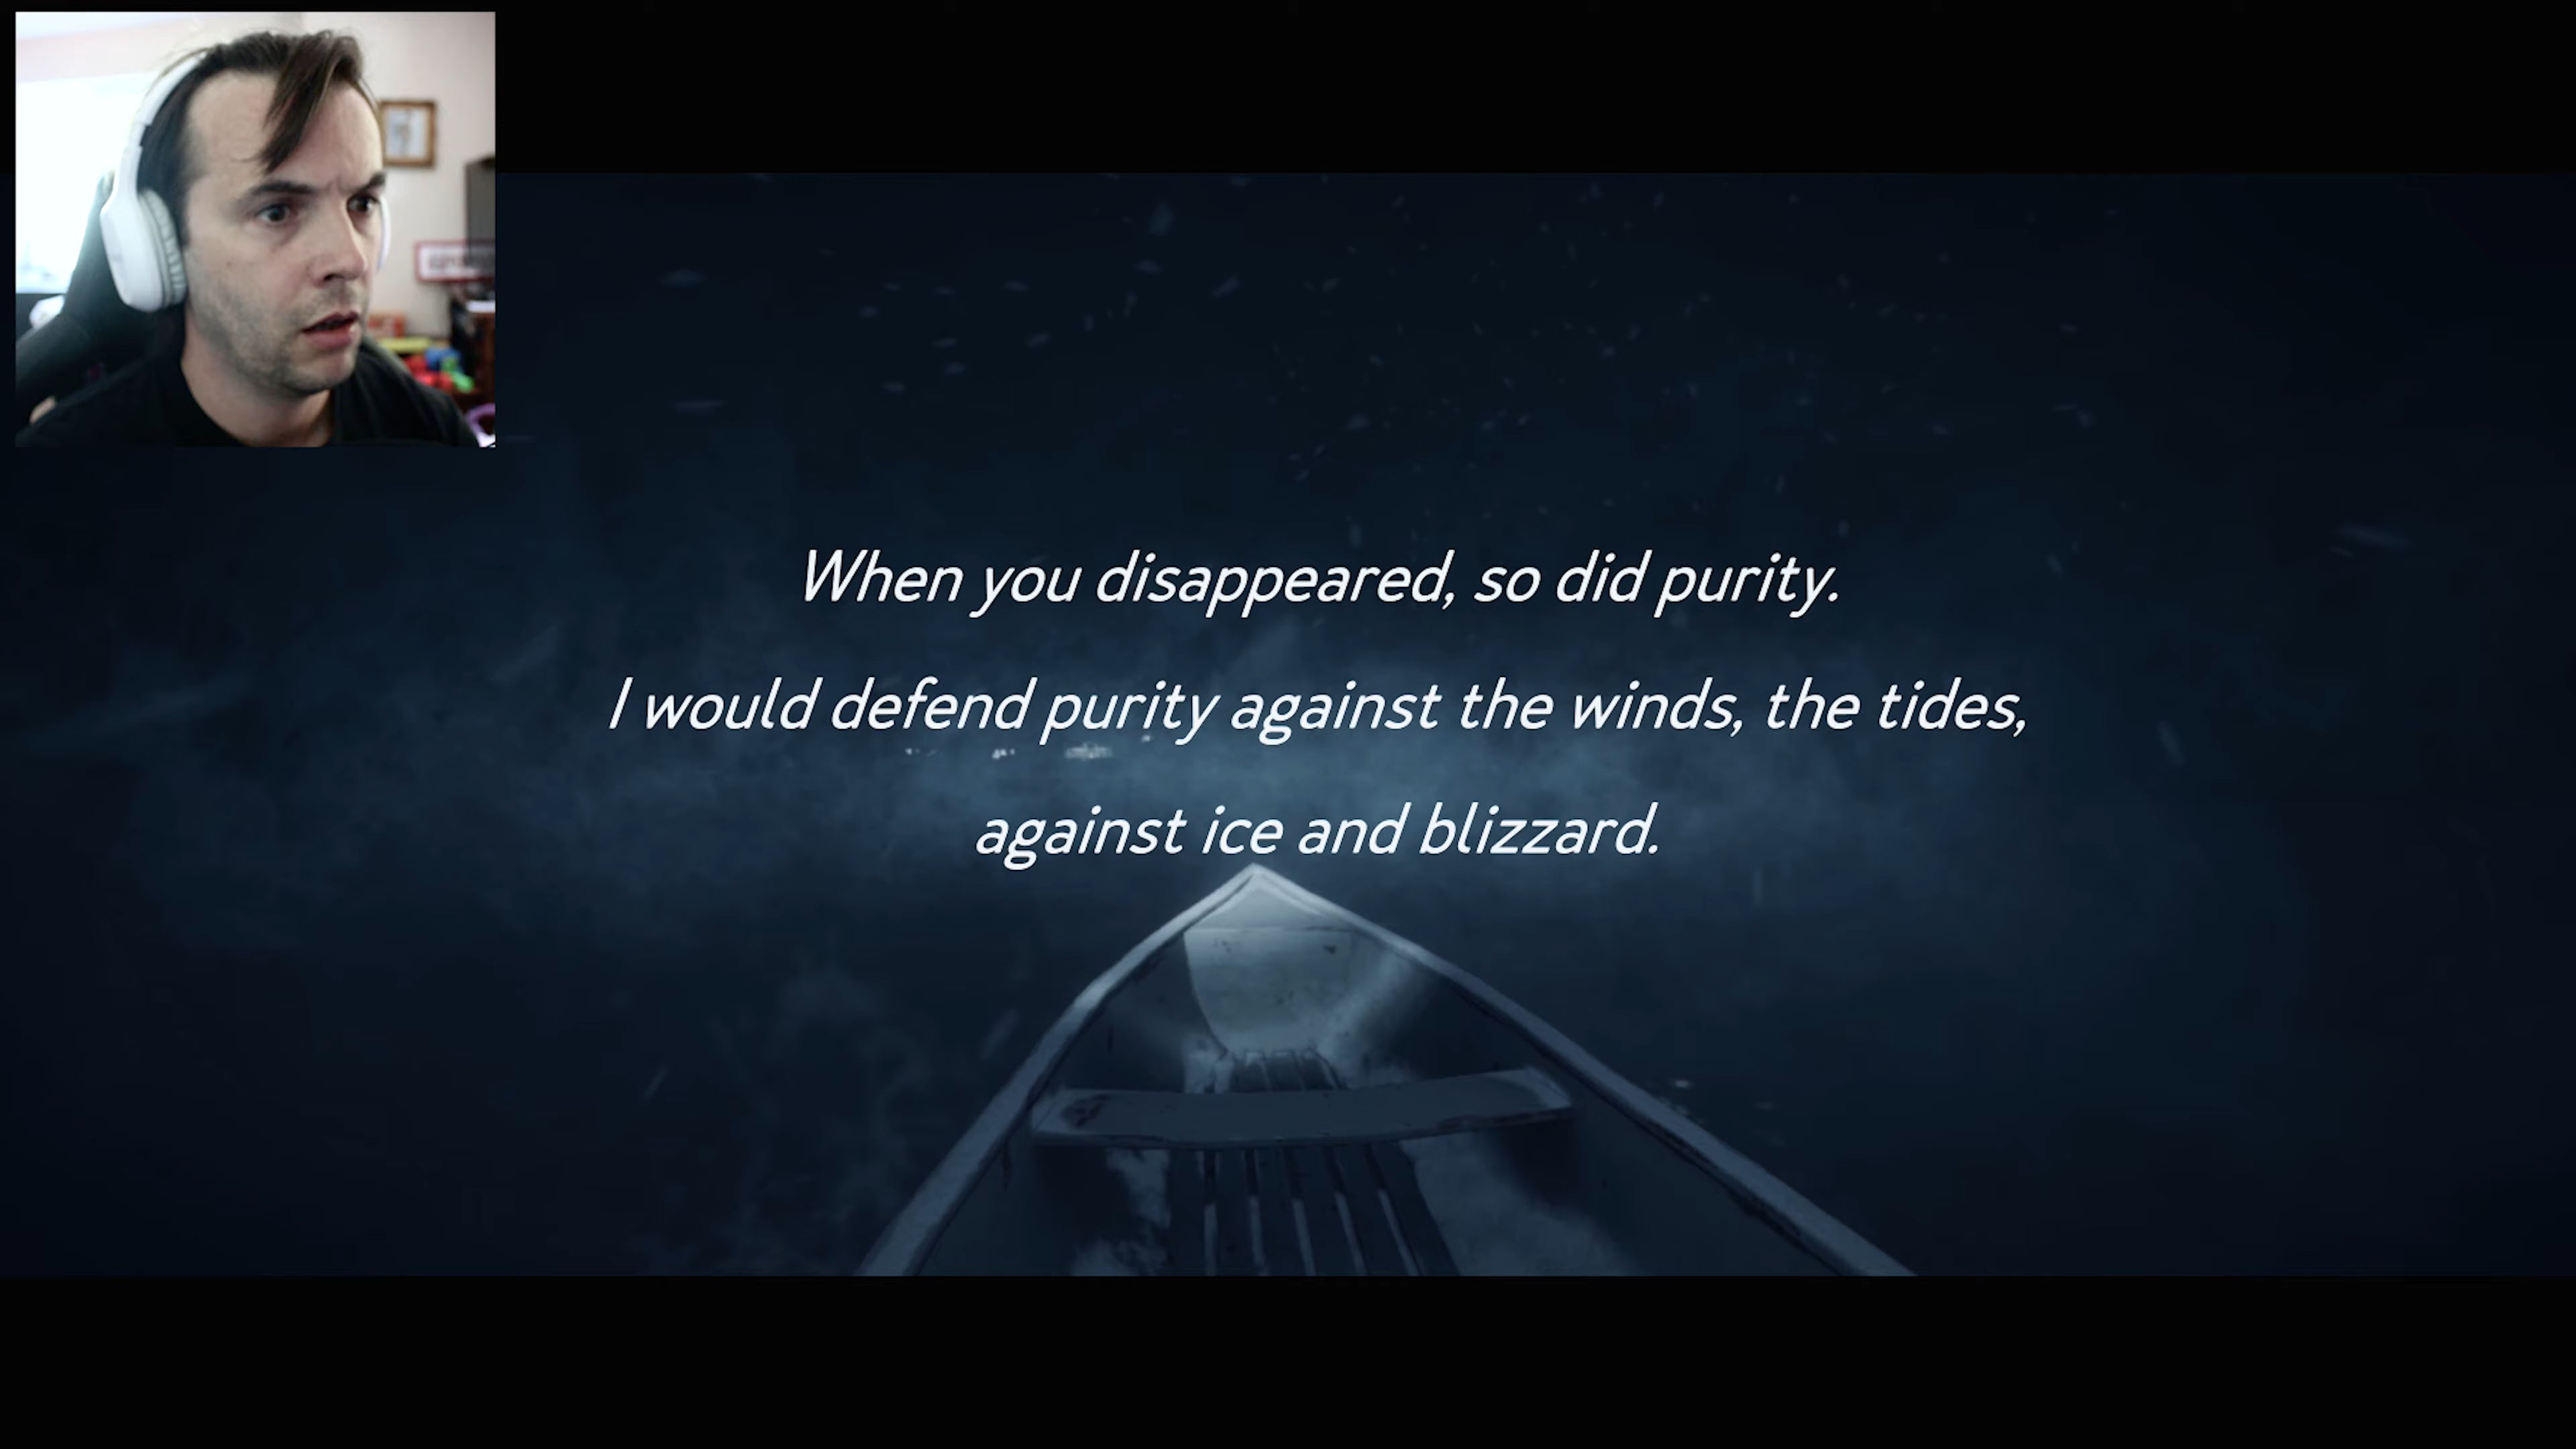 When you disappeared, so did purity.
I would defend purity against the winds, the tides,
against ice and blizzard.